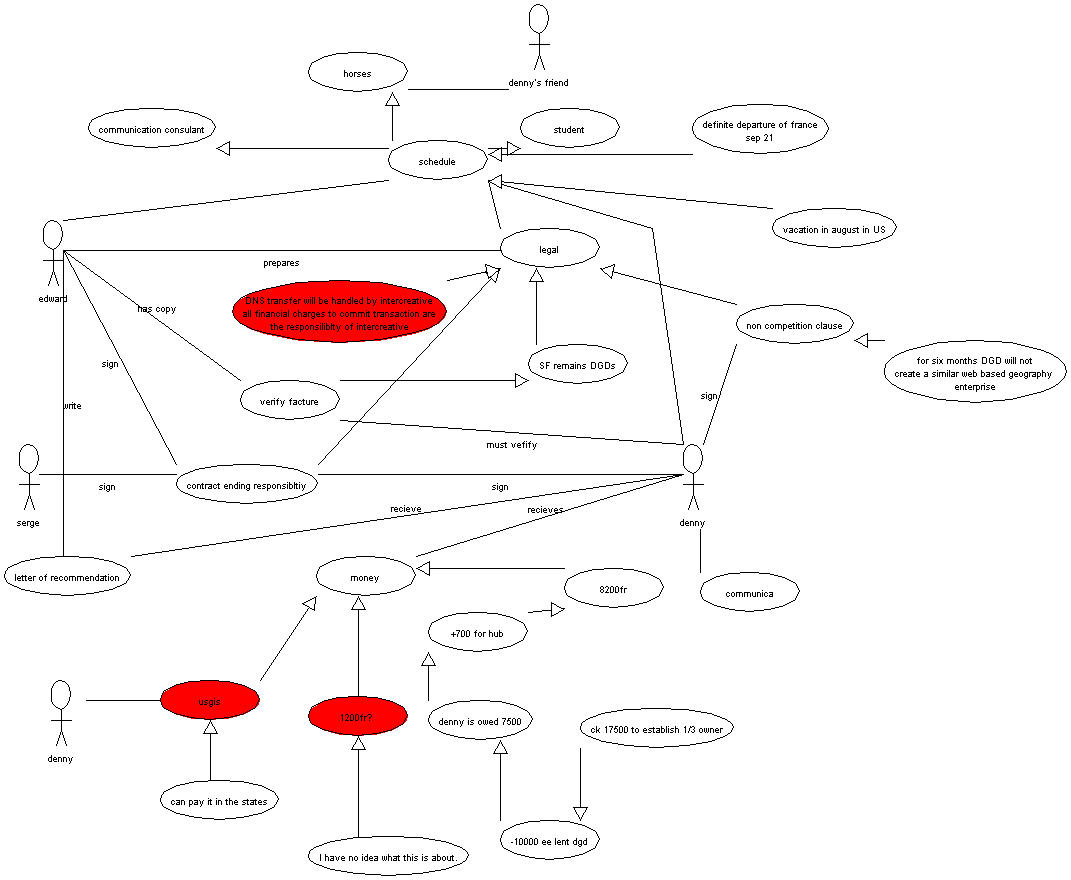 denny's friend
horses
communication consulant
student
definite departure of france
sep 21
schedule
vacation in august in US
legal
edward
prepares
DNS transfer will be handled by intercreative
all financial charges to commit transaction are
the responsilibity of intercreative
has copy
non competition clause
for six months DGD will not
create a similar web based geography
enterprise
SF remains DGDs
sign
verify facture
write
sign
must vefify
serge
sign
contract ending responsibltiy
sign
denny
recieve
recieves
letter of recommendation
money
8200fr
communica
+700 for hub
denny
usgis
1200fr?
denny is owed 7500
ck 17500 to establish 1/3 owner
can pay it in the states
I have no idea what this is about.
-10000 ee lent dgd